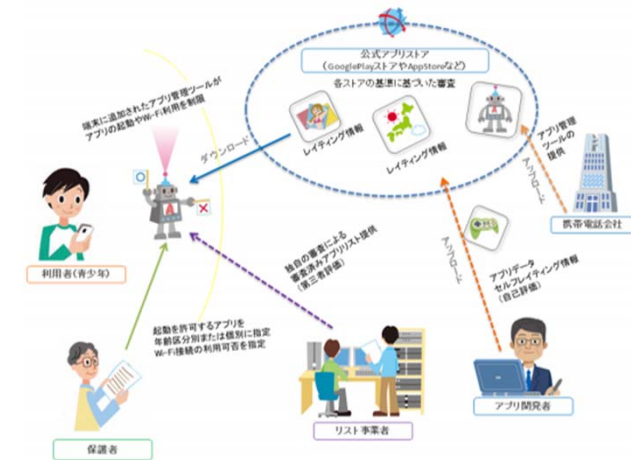 公式アプリストア
(GooglePlayストアやAppStoreなど)
各ストアの基準に基づいた審査
レイティング情報
レイティング情報
アプリ管理
ツールの
提供
アップロード
携帯電話会社
端末に追加されたアプリ管理ツールが
アプリの起動やWi-Fi利用を制限
ダウンロード
利用者(青少年)
独自の審査による
審査済みアプリリスト提供
(第三者評価)
アップロード
アプリデータ
セルフレイティング情報
(自己評価)
起動を許可するアプリを
年齢区分別または個別に指定
Wi-Fi接続の利用可否を指定
保護者
リスト事業者
アプリ開発者